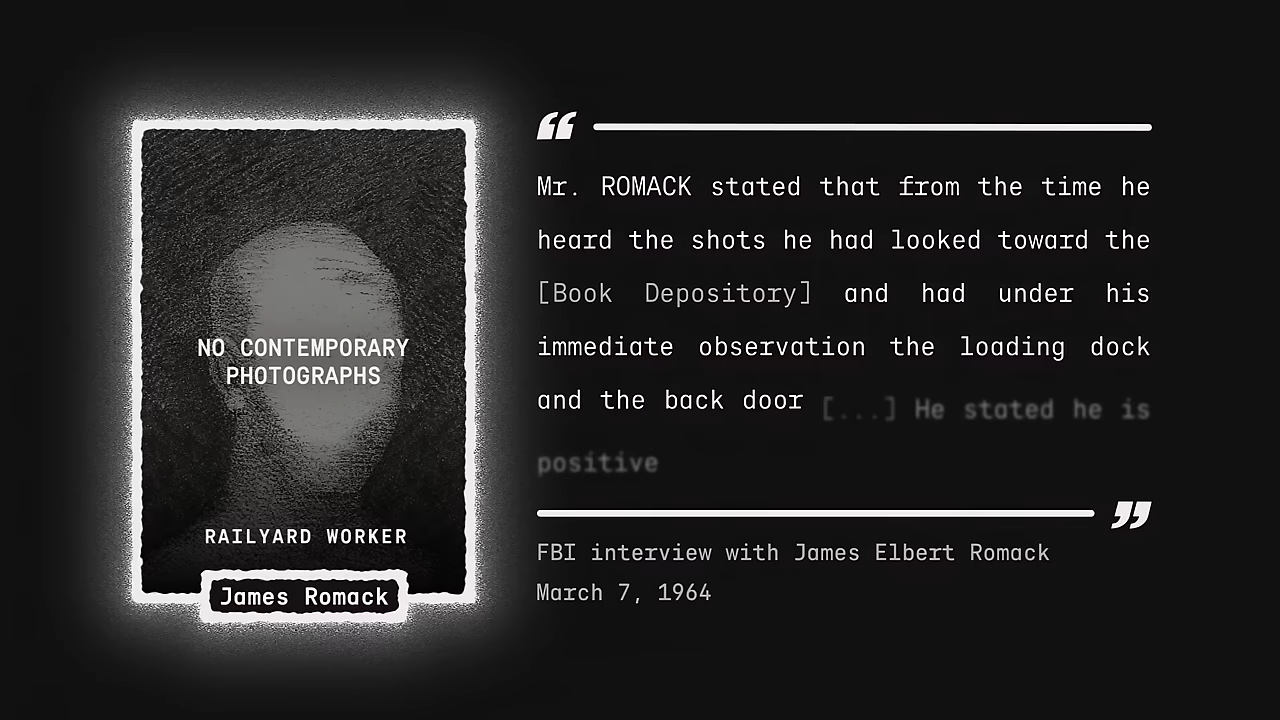 NO CONTEMPORARY
PHOTOGRAPHS
RAILYARD WORKER
James Romack
“
Mr. ROMACK stated that from the time he
heard the shots he had looked toward the
[Book Depository] and had under his
immediate observation the loading dock
and the back door [...] He stated he is
positive
”
FBI interview with James Elbert Romack
March 7, 1964